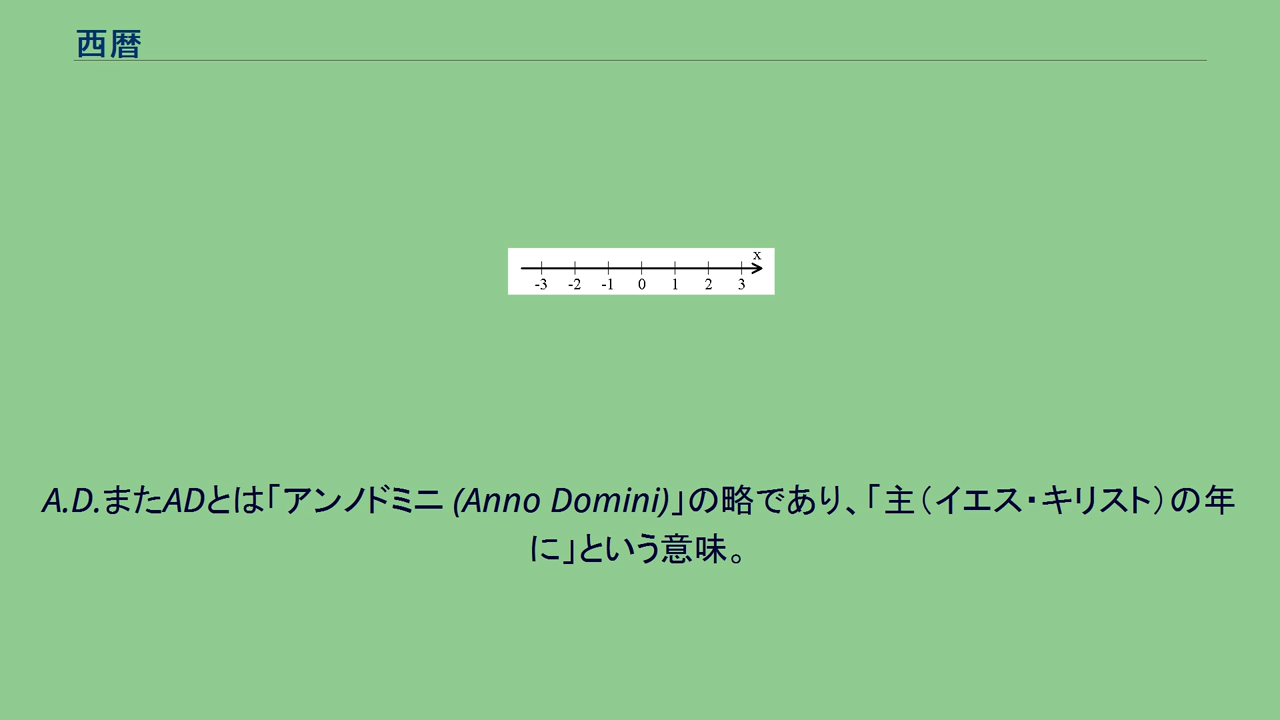 西暦
x
-3 -2 -1 0 1 2 3
A.D.またADとは「アンノドミニ (Anno Domini)」の略であり、「主（イエス・キリスト）の年
に」という意味。